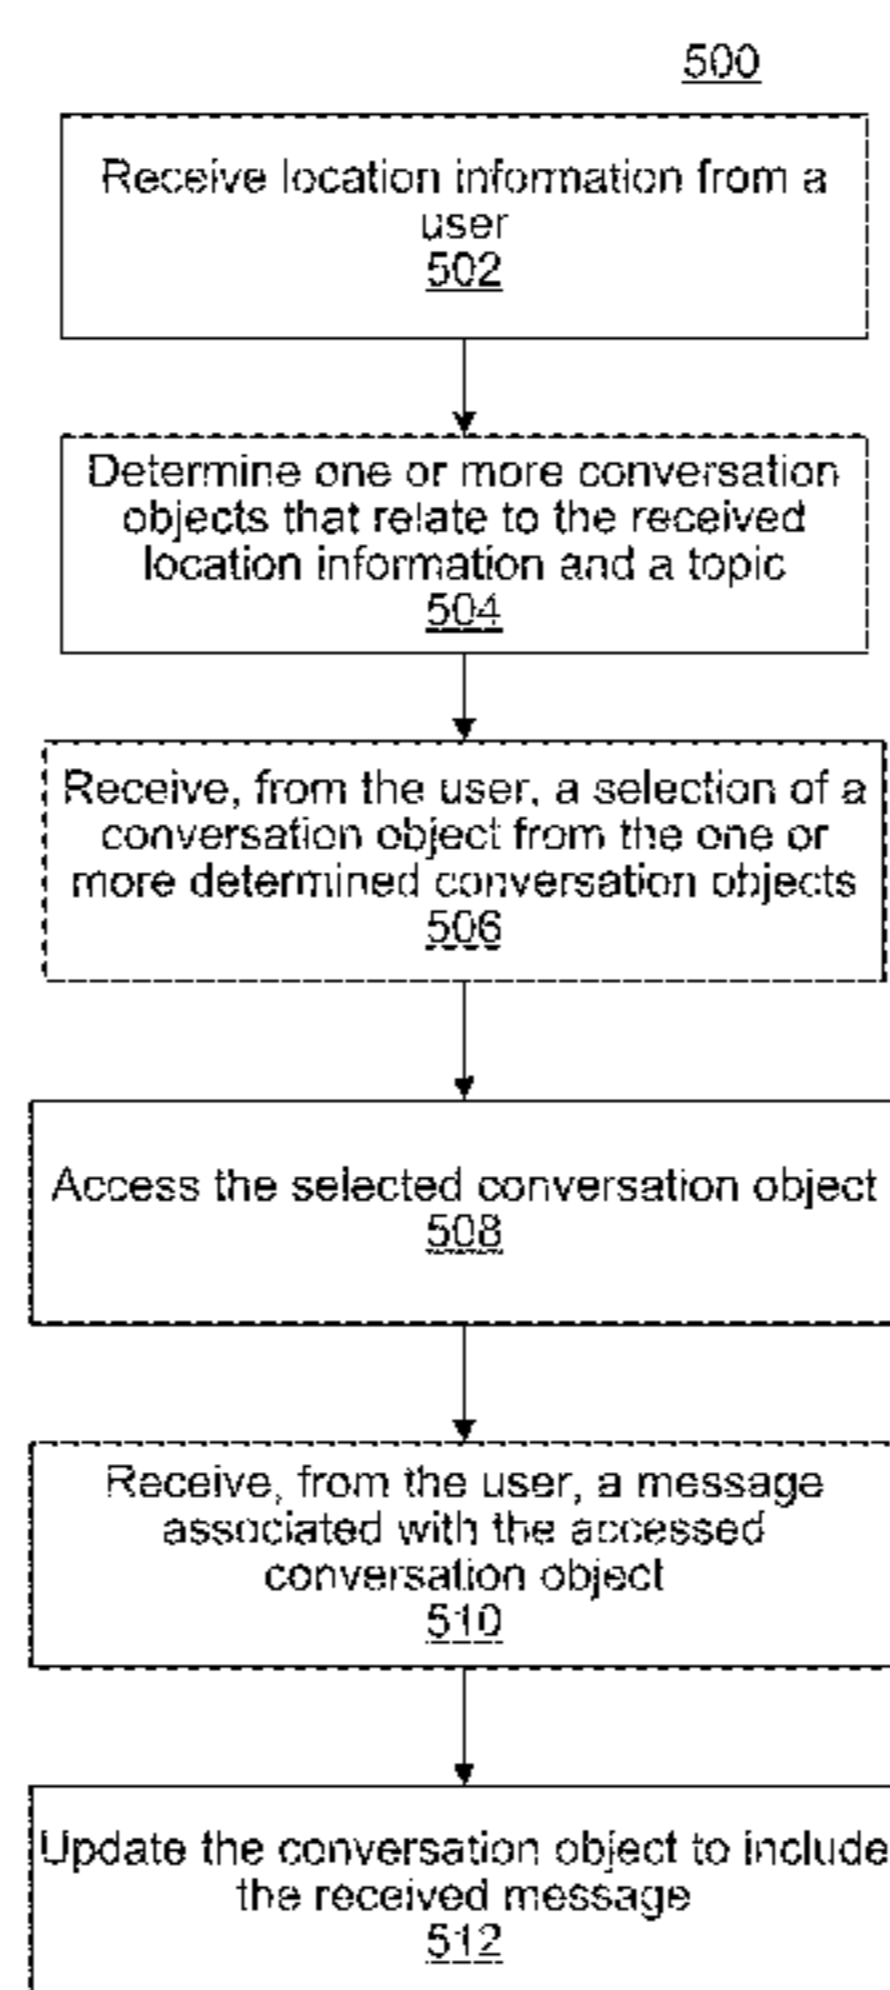 500
Receive location information from a
user
502
Determine one or more conversation
objects that relate to the received
location information and a topic
504
Receive, from the user, a selection of a
conversation object from the one or
more determined conversation objects
506
Access the selected conversation object
508
Receive, from the user, a message
associated with the accessed
conversation object
510
Update the conversation object to include
the received message
512